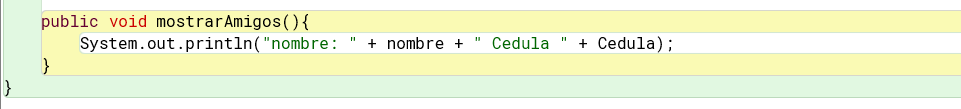 public void mostrarAmigos(){
System.out.println("nombre: " + nombre + " Cedula " + Cedula);
}
}